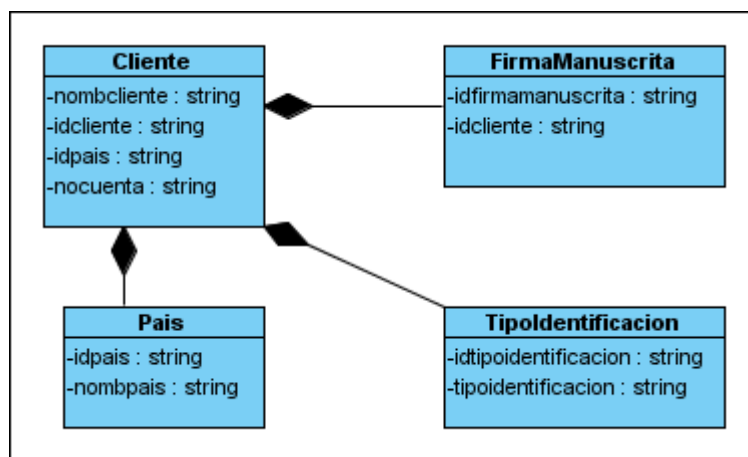 Cliente
-nombcliente : string
-idcliente : string
-idpais : string
-nocuenta : string
FirmaManuscrita
-idfirmamanuscrita : string
-idcliente : string
Pais
-idpais : string
-nombpais : string
TipoIdentificacion
-idtipoidentificacion : string
-tipoidentificacion : string